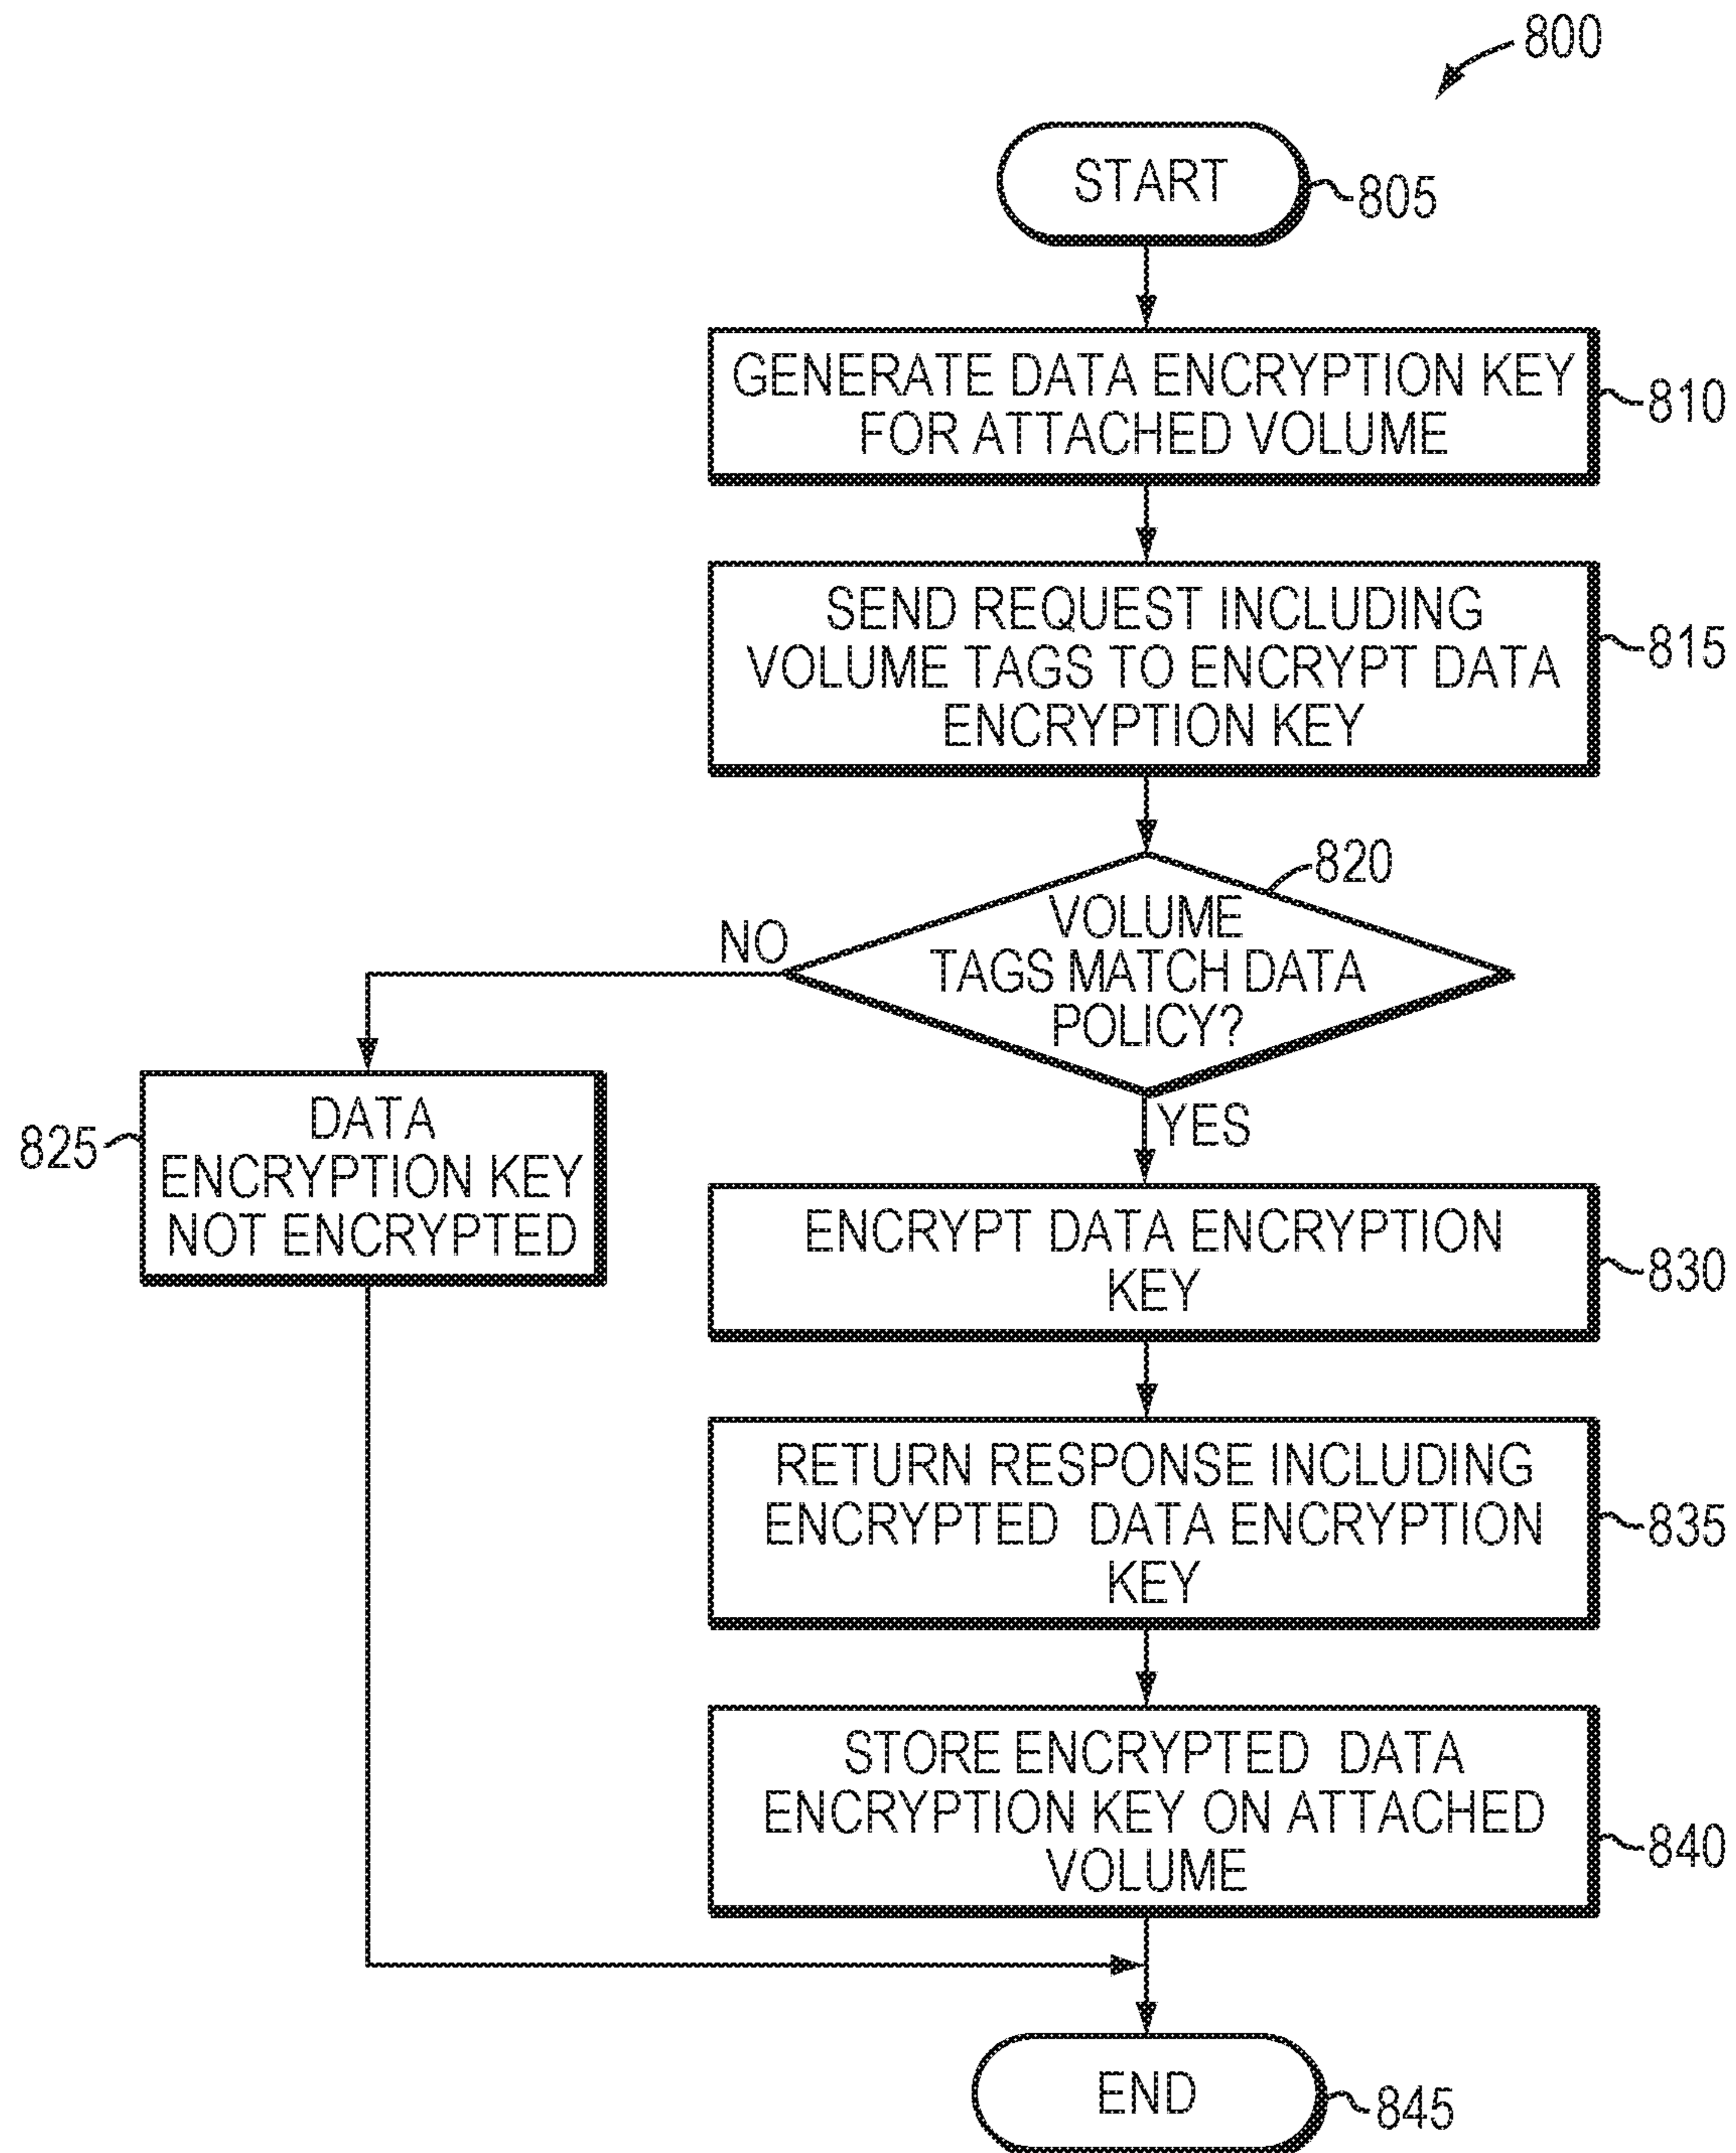 800
START
805
GENERATE DATA ENCRYPTION KEY
FOR ATTACHED VOLUME
810
SEND REQUEST INCLUDING
VOLUME TAGS TO ENCRYPT DATA
ENCRYPTION KEY
815
820
VOLUME
TAGS MATCH DATA
POLICY?
NO
YES
DATA
ENCRYPTION KEY
NOT ENCRYPTED
825
ENCRYPT DATA ENCRYPTION
KEY
830
RETURN RESPONSE INCLUDING
ENCRYPTED DATA ENCRYPTION
KEY
835
STORE ENCRYPTED DATA
ENCRYPTION KEY ON ATTACHED
VOLUME
840
END
845